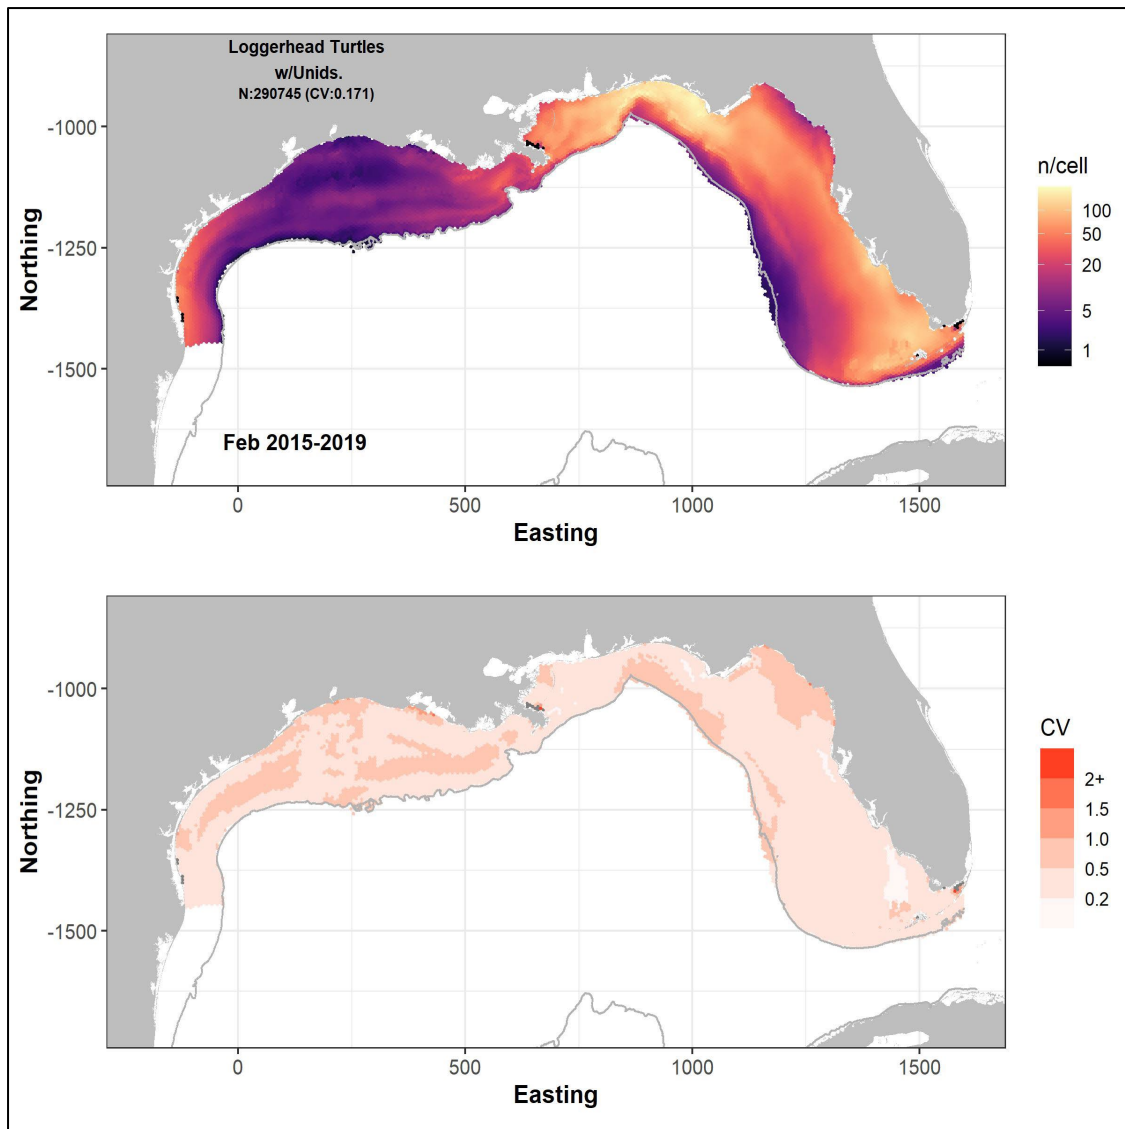 Loggerhead Turtles
w/Unids.
N:290745 (CV:0.171)
-1000
-1250
-1500
Northing
Feb 2015-2019
0
500
1000
1500
Easting
n/cell
100
50
20
5
1
-1000
-1250
-1500
Northing
0
500
1000
1500
Easting
CV
2+
1.5
1.0
0.5
0.2